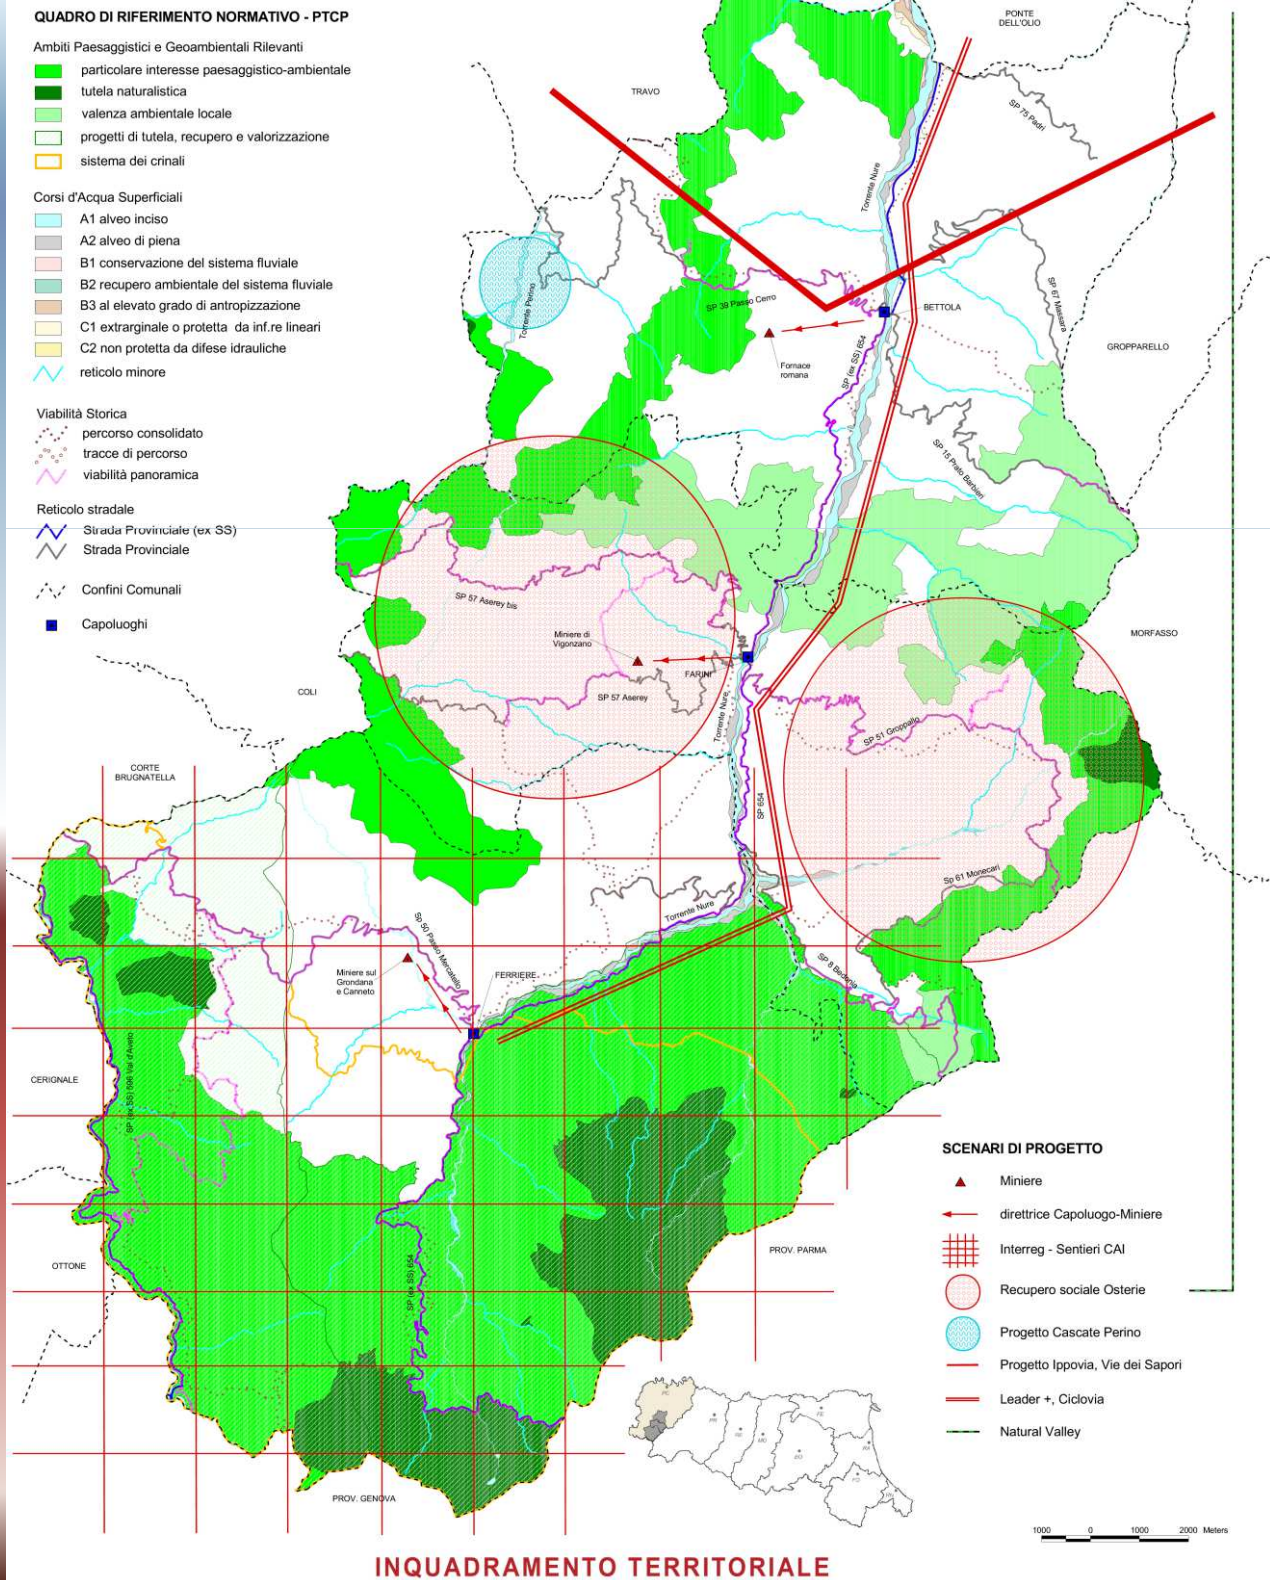 QUADRO DI RIFERIMENTO NORMATIVO - PTCP
Ambiti Paesaggistici e Geoambientali Rilevanti
particolare interesse paesaggistico-ambientale
tutela naturalistica
valenza ambientale locale
progetti di tutela, recupero e valorizzazione
sistema dei crinali
Corsi d'Acqua Superficiali
A1 alveo inciso
A2 alveo di piena
B1 conservazione del sistema fluviale
B2 recupero ambientale del sistema fluviale
B3 al elevato grado di antropizzazione
C1 extrarginale o protetta da inf.re lineari
C2 non protetta da difese idrauliche
reticolo minore
Viabilità Storica
percorso consolidato
tracce di percorso
viabilità panoramica
Reticolo stradale
Strada Provinciale (ex SS)
Strada Provinciale
Confini Comunali
Capoluoghi
PONTE
DELL'OLIO
TRAVO
SP 75 Padri
Torrente Nure
Torrente Perino
SP 39 Passo Cerro
SP 67 Massara
BETTOLA
GROPPARELLO
Fornace
romana
SP (ex SS) 654
SP 15 Prato Barbieri
SP 57 Aserey bis
Miniere di
Vigonzano
FARINI
SP 57 Aserey
COLI
MORFASSO
Torrente Nure
SP 51 Groppallo
CORTE
BRUGNATELLA
SP 654
Sp 61 Monecari
Torrente Nure
Sp 50 Passo Mercatello
SP 8 Bedonia
Miniere sul
Grondana
e Canneto
FERRIERE
CERIGNALE
SP (ex SS) 586 Val d'Aveto
OTTONE
SP (ex SS) 654
PROV. PARMA
PROV. GENOVA
SCENARI DI PROGETTO
Miniere
direttrice Capoluogo-Miniere
Interreg - Sentieri CAI
Recupero sociale Osterie
Progetto Cascate Perino
Progetto Ippovia, Vie dei Sapori
Leader +, Ciclovia
Natural Valley
1000 0 1000 2000 Meters
INQUADRAMENTO TERRITORIALE